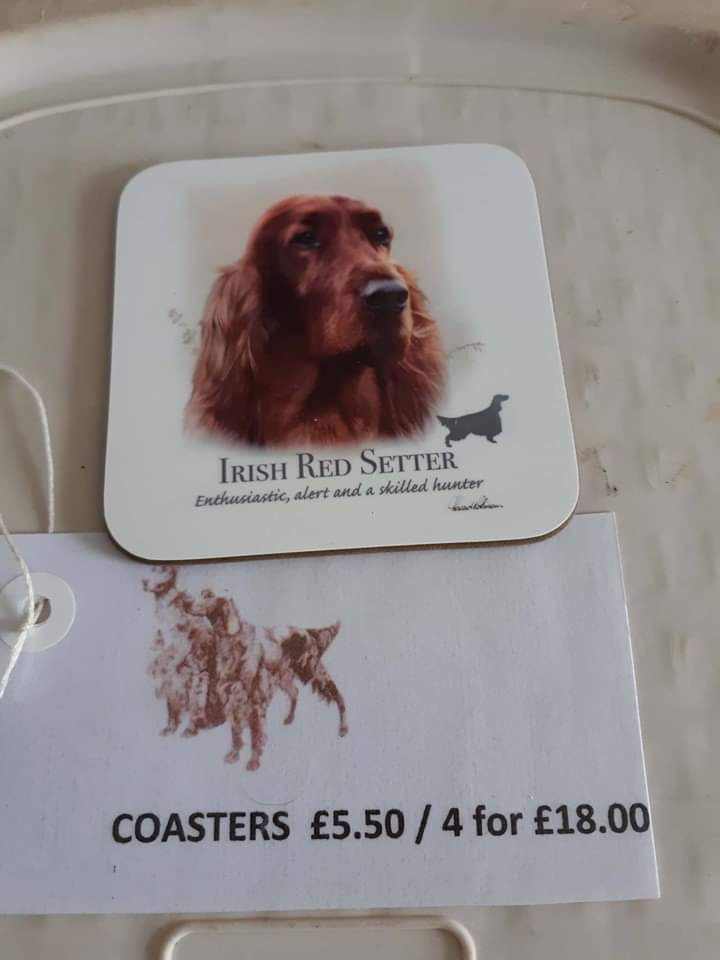 IRISH RED SETTER
Enthusiastic, alert and a skilled hunter
COASTERS £5.50 / 4 for £18.00